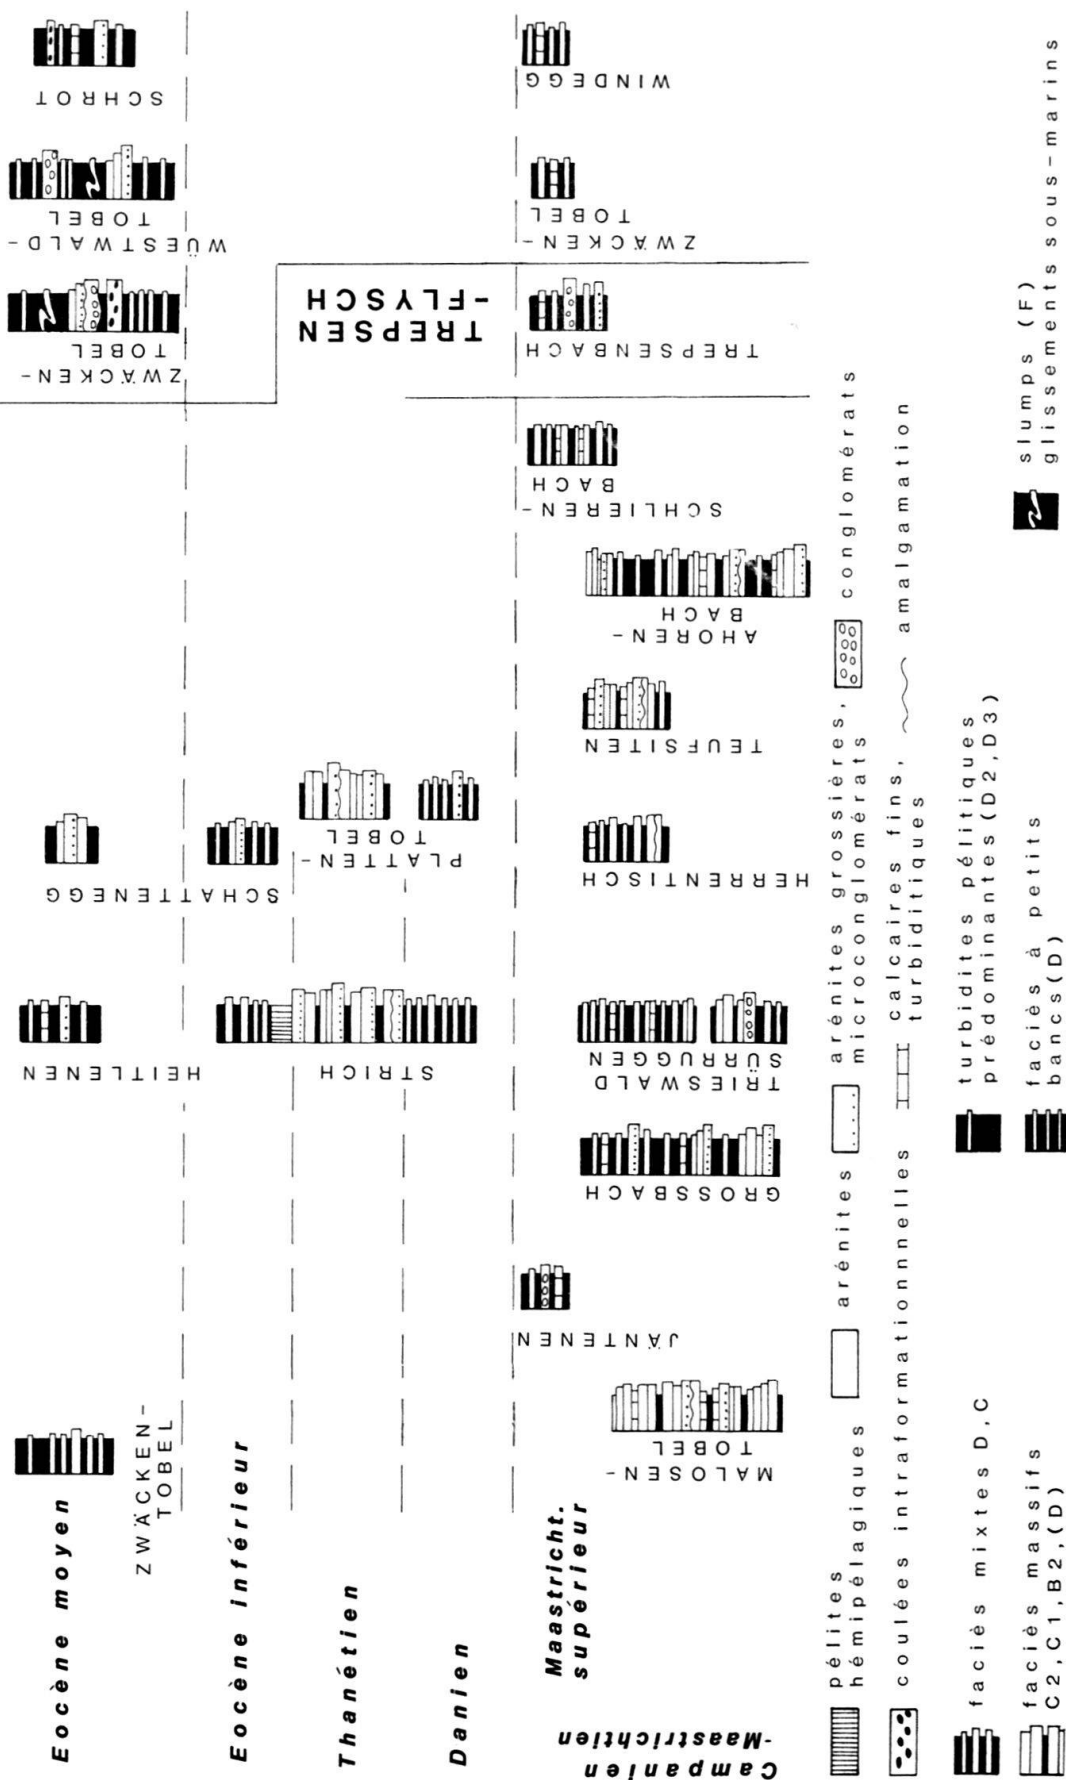 Eocène moyen
ZWÄCKEN-
TOBEL
HEITLENEN
SCHATTENEGG
ZWÄCKEN-
TOBEL
WÜESTWALD-
TOBEL
SCHROT
Eocène inférieur
Thanétien
STRICH
PLATTEN-
TOBEL
TREPSEN
-FLYSCH
Danien
Maastricht.
supérieur
JÄNTENEN
SCHLIEREN-
BACH
TREPSENBACH
ZWÄCKEN-
TOBEL
WINDEGG
Campanien
-Maastrichtien
MALOSEN-
TOBEL
GROSSBACH
TRIESWALD
SÜRRUGGEN
HERRENTISCH
TEUFSITEN
AHOREN-
BACH
pélites
hémipélagiques
arénites
arénites grossières,
microconglomérats
conglomérats
coulées intraformationnnelles
calcaires fins,
turbiditiques
amalgamation
faciès mixtes D,C
turbidites pélitiques
prédominantes(D2,D3)
faciès massifs
C2,C1,B2,(D)
faciès à petits
bancs(D)
slumps (F)
glissements sous-marins